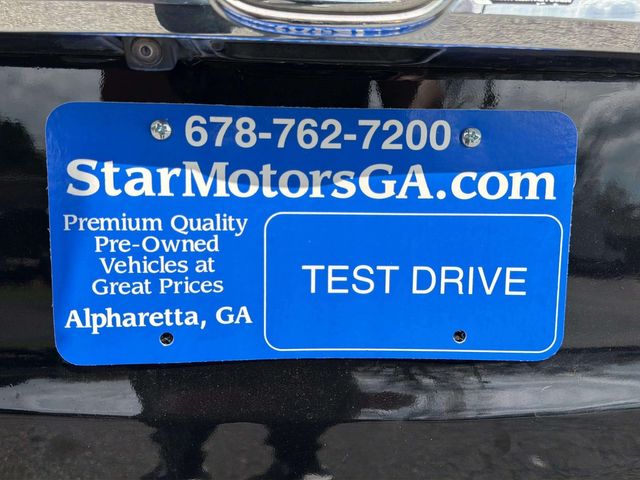 678-762-7200
StarMotorsGA.com
Premium Quality
Pre-Owned
Vehicles at
Great Prices
Alpharetta, GA
TEST DRIVE